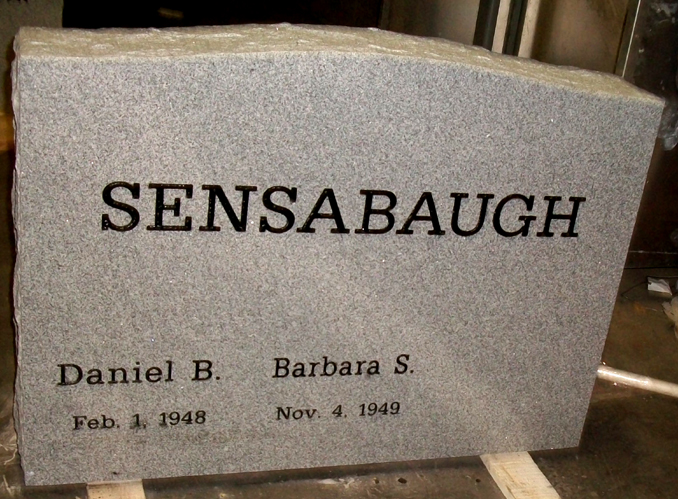 SENSABAUGH
Daniel B. Barbara S.
Feb. 1, 1948 Nov. 4, 1949